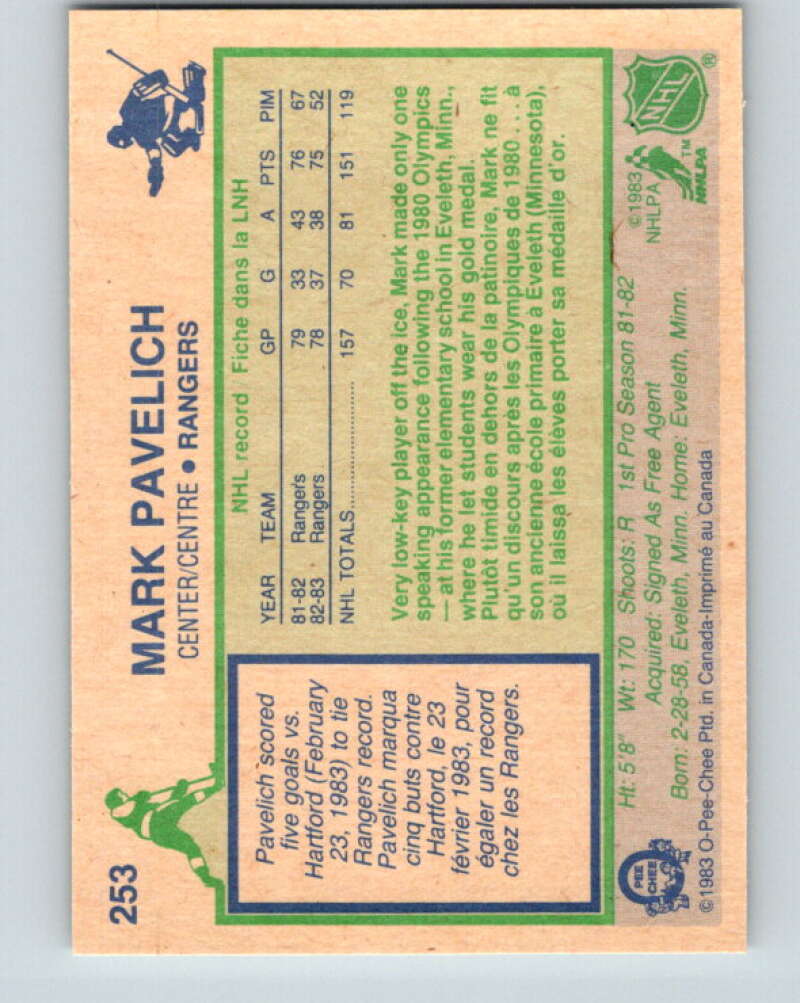 253
MARK PAVELICH
CENTER/CENTRE • RANGERS
Pavelich scored
five goals vs.
Hartford (February
23, 1983) to tie
Rangers record.
Pavelich marqua
cinq buts contre
Hartford, le 23
février 1983, pour
égaler un record
chez les Rangers.
NHL record / Fiche dans la LNH
YEAR TEAM GP G A PTS PIM
81-82 Rangers 79 33 43 76 67
82-83 Rangers 78 37 38 75 52
NHL TOTALS 157 70 81 151 119
Very low-key player off the ice, Mark made only one
speaking appearance following the 1980 Olympics
— at his former elementary school in Eveleth, Minn.,
where he let students wear his gold medal.
Plutôt timide en dehors de la patinoire, Mark ne fit
qu'un discours après les Olympiques de 1980 . . . à
son ancienne école primaire à Eveleth (Minnesota),
où il laissa les élèves porter sa médaille d'or.
Ht: 5'8" Wt: 170 Shoots: R 1st Pro Season 81-82
Acquired: Signed As Free Agent
Born: 2-28-58, Eveleth, Minn. Home: Eveleth, Minn.
©1983 O-Pee-Chee Ptd. in Canada-Imprimé au Canada
O PEE CHEE
©1983
NHLPA
NHLPA
TM
NHL
®